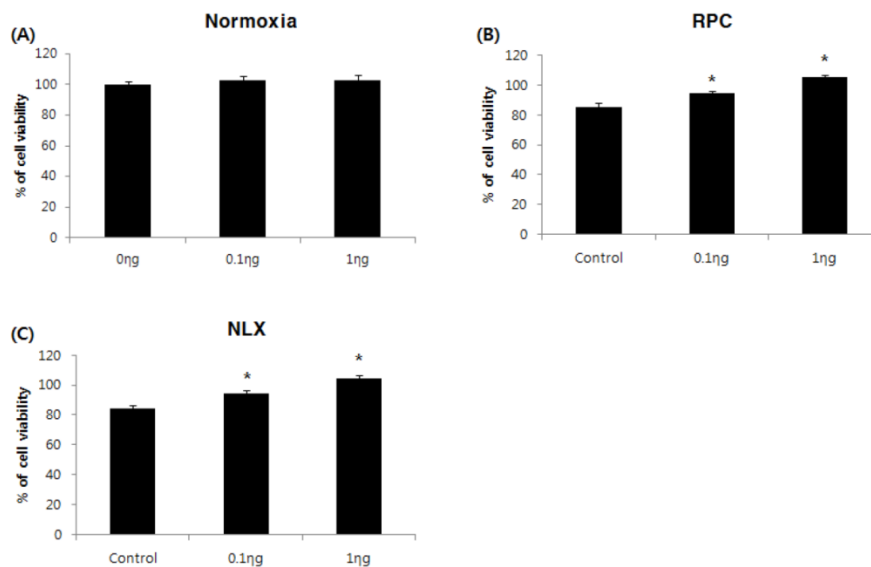 (A)
Normoxia
% of cell viability
120
100
80
60
40
20
0
0ηg
0.1ηg
1ηg
(B)
RPC
% of cell viability
120
100
80
60
40
20
0
*
*
Control
0.1ηg
1ηg
(C)
NLX
% of cell viability
120
100
80
60
40
20
0
*
*
Control
0.1ηg
1ηg